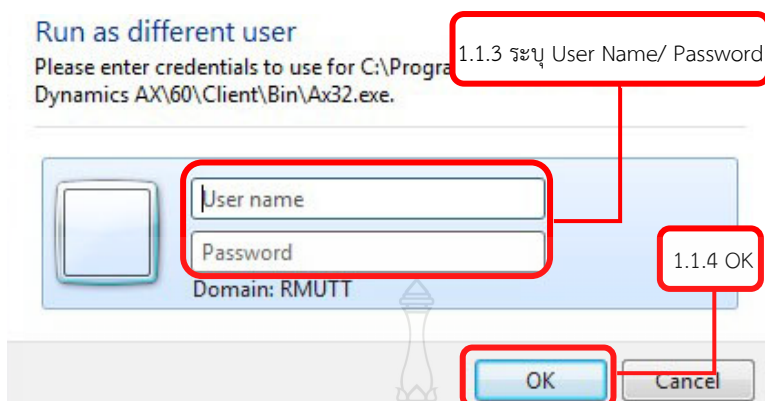 Run as different user
1.1.3 ระบุ User Name/ Password
Please enter credentials to use for C:\Progra
Dynamics AX\60\Client\Bin\Ax32.exe.
User name
Password
1.1.4 OK
Domain: RMUTT
OK
Cancel